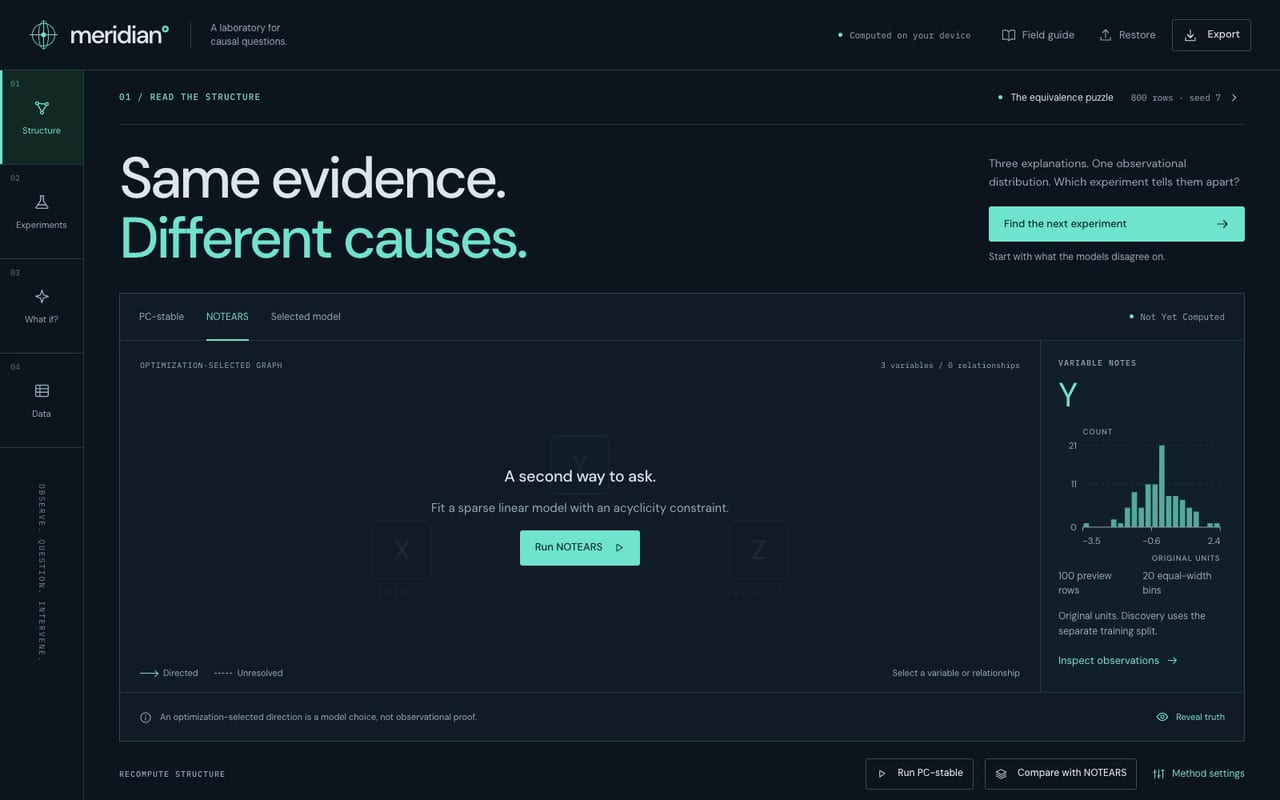 meridian
A laboratory for
causal questions.
Computed on your device
Field guide
Restore
Export
01
Structure
02
Experiments
03
What if?
04
Data
OBSERVE. QUESTION. INTERVENE.
01 / READ THE STRUCTURE
The equivalence puzzle
800 rows · seed 7
Same evidence.
Different causes.
Three explanations. One observational
distribution. Which experiment tells them apart?
Find the next experiment
Start with what the models disagree on.
PC-stable
NOTEARS
Selected model
Not Yet Computed
OPTIMIZATION-SELECTED GRAPH
3 variables / 0 relationships
Y
A second way to ask.
Fit a sparse linear model with an acyclicity constraint.
Run NOTEARS
X
Z
Directed
Unresolved
Select a variable or relationship
VARIABLE NOTES
Y
COUNT
21
11
0
−3.5
−0.6
2.4
ORIGINAL UNITS
100 preview
rows
20 equal-width
bins
Original units. Discovery uses the
separate training split.
Inspect observations
An optimization-selected direction is a model choice, not observational proof.
Reveal truth
RECOMPUTE STRUCTURE
Run PC-stable
Compare with NOTEARS
Method settings